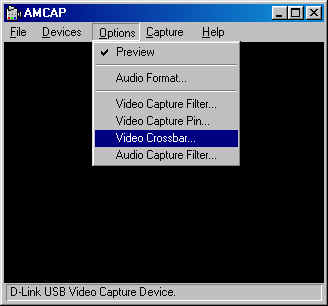 AMCAP
File Devices Options Capture Help
Preview
Audio Format...
Video Capture Filter...
Video Capture Pin...
Video Crossbar...
Audio Capture Filter...
D-Link USB Video Capture Device.